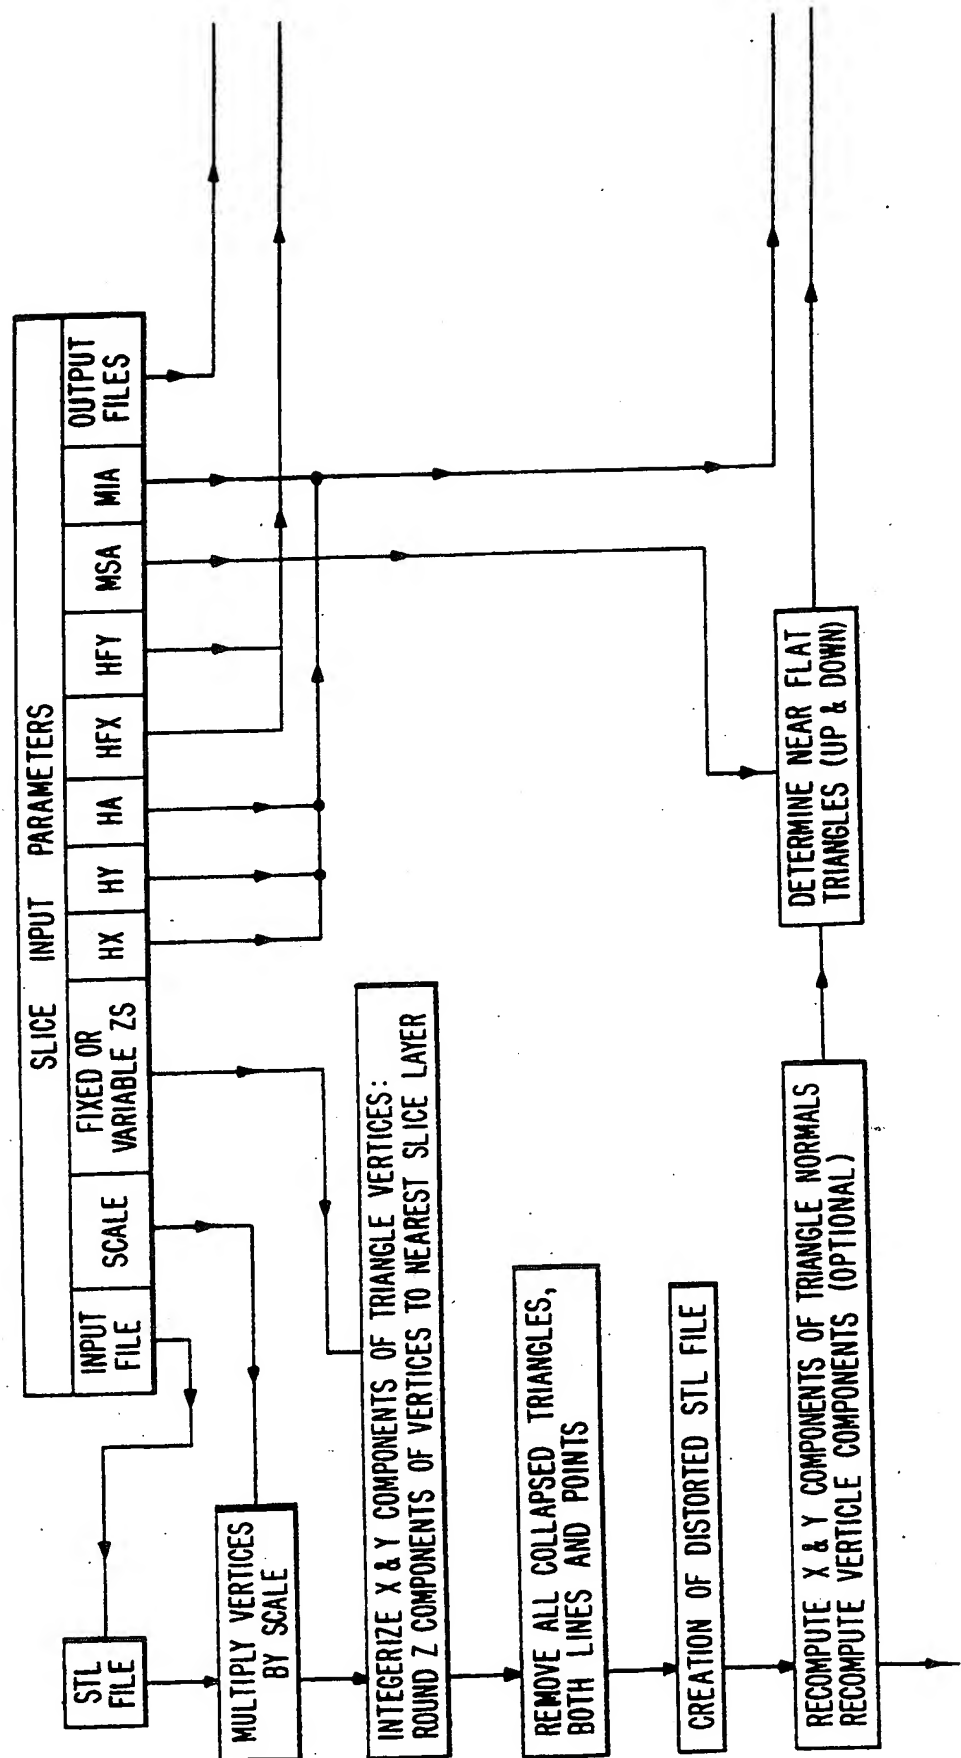 SLICE INPUT PARAMETERS
INPUT
FILE
SCALE
FIXED OR
VARIABLE ZS
HX
HY
HA
HFX
HFY
MSA
MIA
OUTPUT
FILES
STL
FILE
MULTIPLY VERTICES
BY SCALE
INTEGERIZE X & Y COMPONENTS OF TRIANGLE VERTICES:
ROUND Z COMPONENTS OF VERTICES TO NEAREST SLICE LAYER
REMOVE ALL COLLAPSED TRIANGLES,
BOTH LINES AND POINTS
CREATION OF DISTORTED STL FILE
RECOMPUTE X & Y COMPONENTS OF TRIANGLE NORMALS
RECOMPUTE VERTICLE COMPONENTS (OPTIONAL)
DETERMINE NEAR FLAT
TRIANGLES (UP & DOWN)